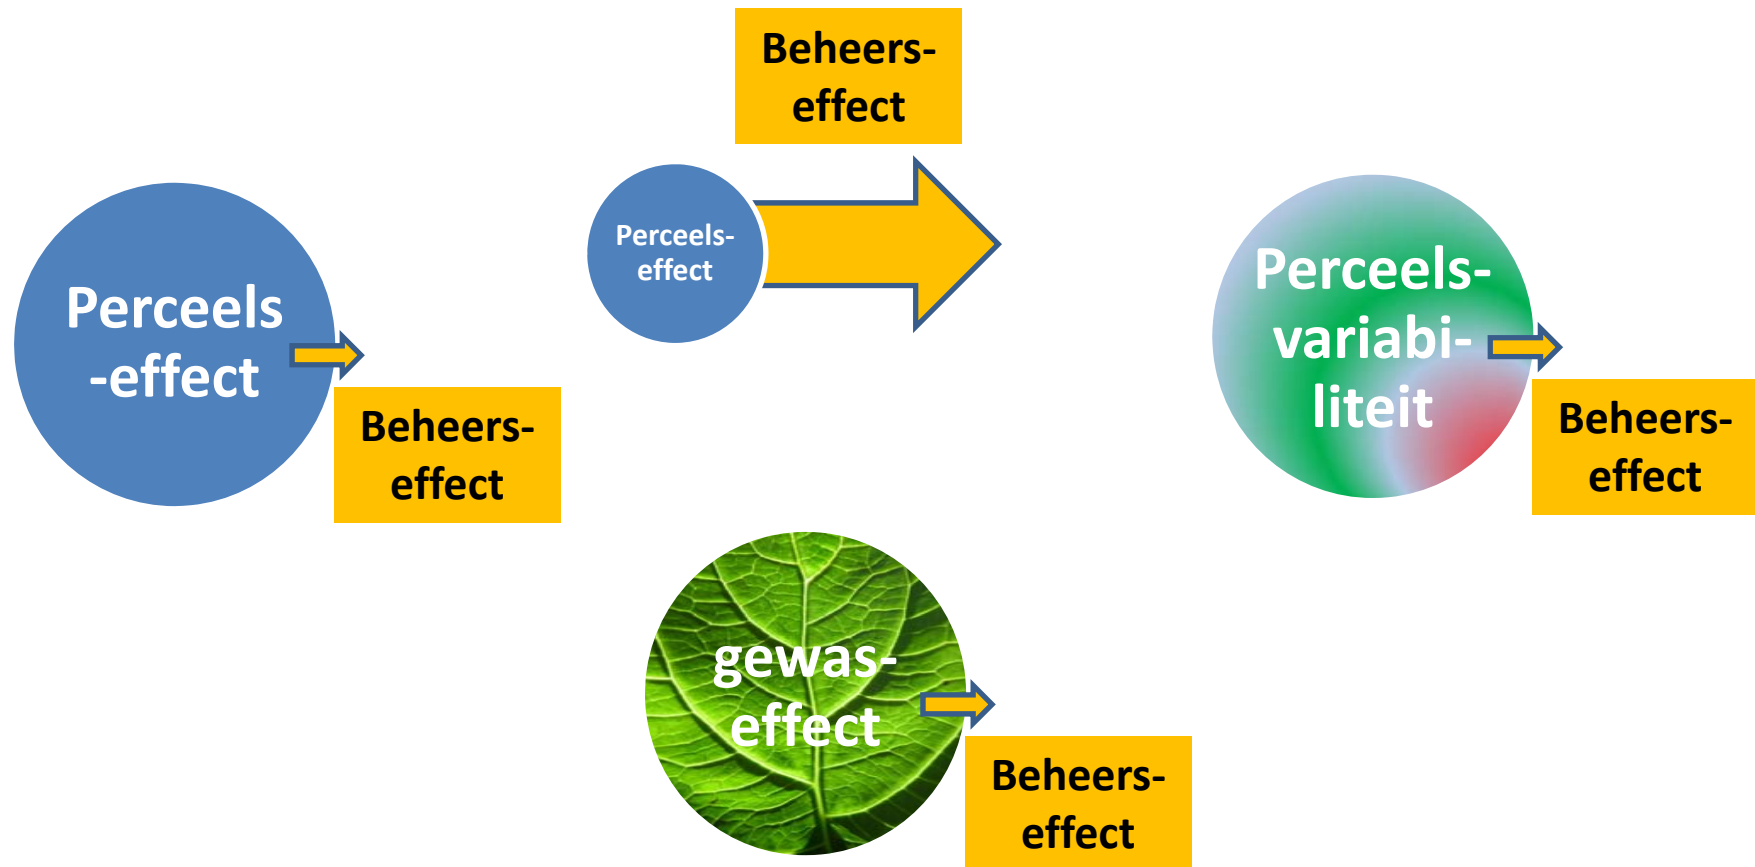 Perceels
-effect
Beheers-
effect
Beheers-
effect
Perceels-
effect
Perceels-
variabi-
liteit
Beheers-
effect
gewas-
effect
Beheers-
effect